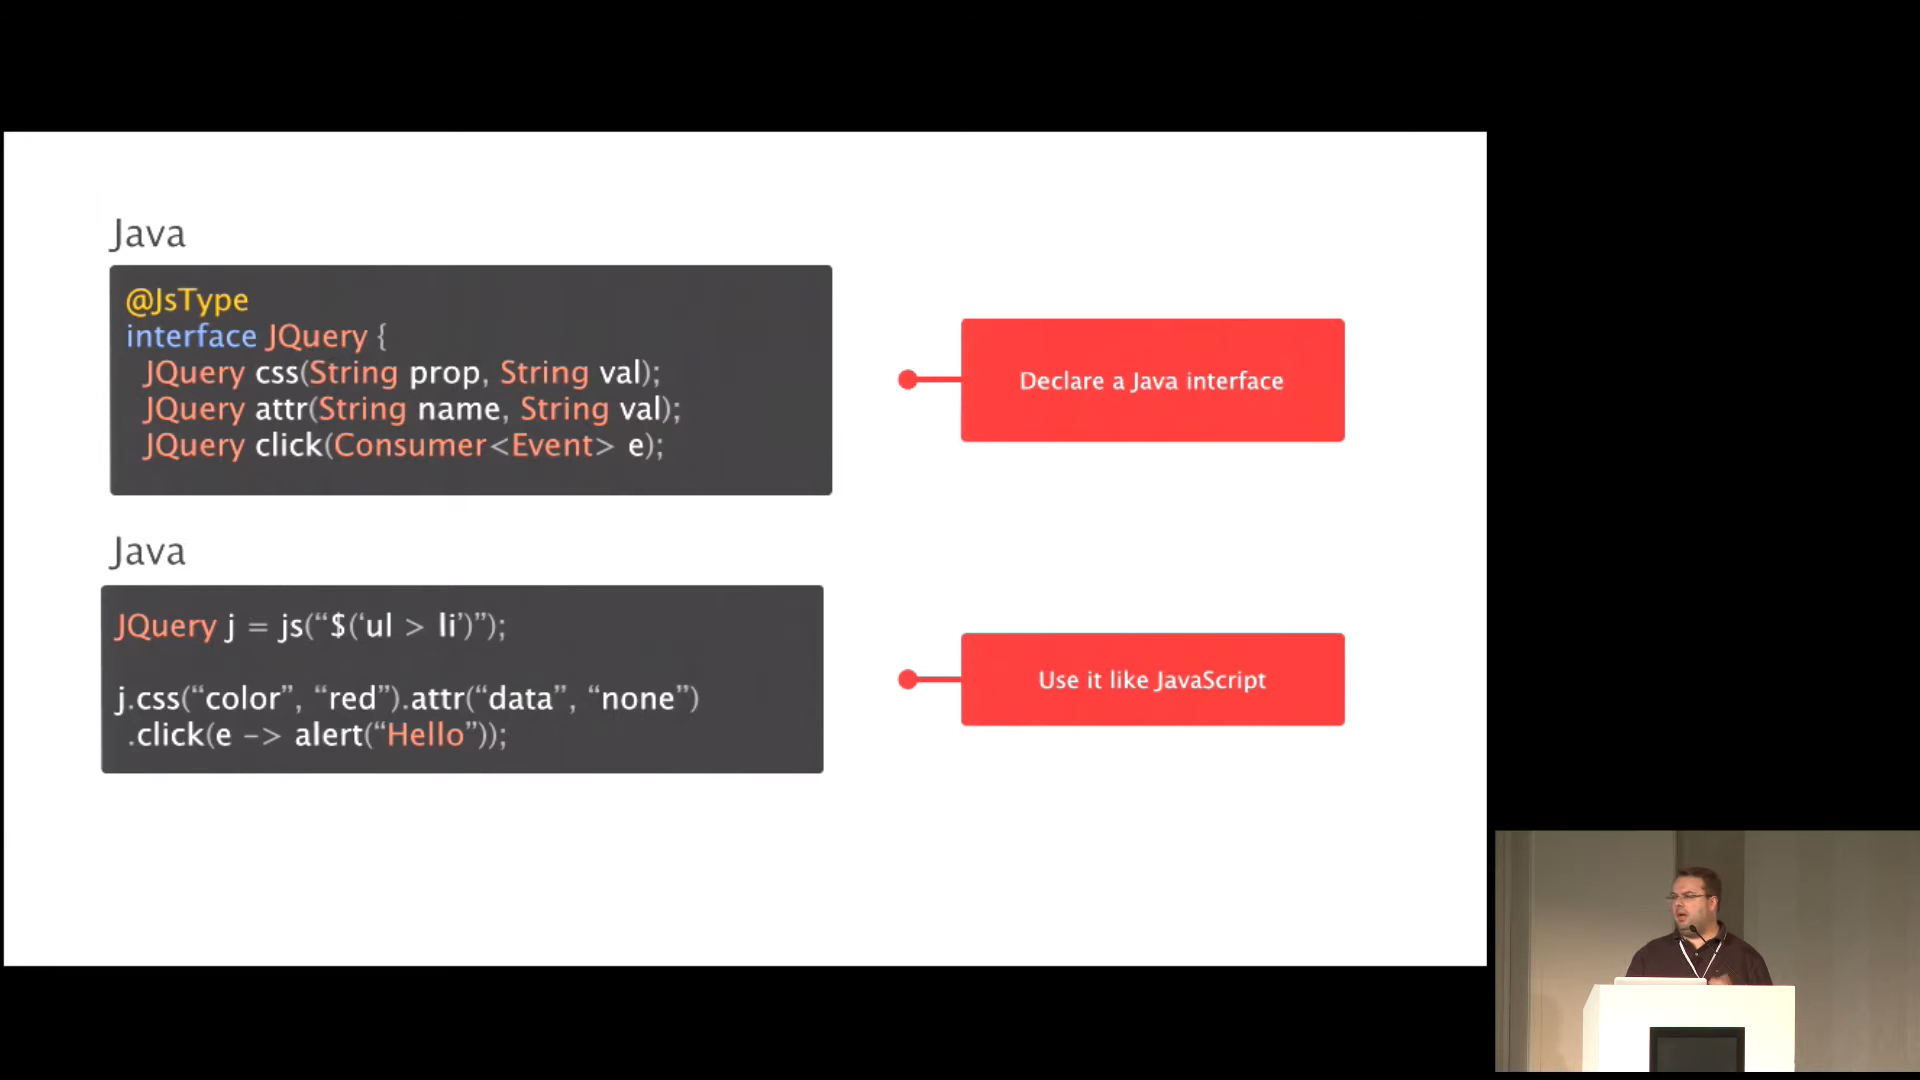 Java
@JsType
interface JQuery {
JQuery css(String prop, String val);
JQuery attr(String name, String val);
JQuery click(Consumer<Event> e);
Declare a Java interface
Java
JQuery j = js(“$(‘ul > li’)”);
j.css(“color”, “red”).attr(“data”, “none”)
.click(e -> alert(“Hello”));
Use it like JavaScript